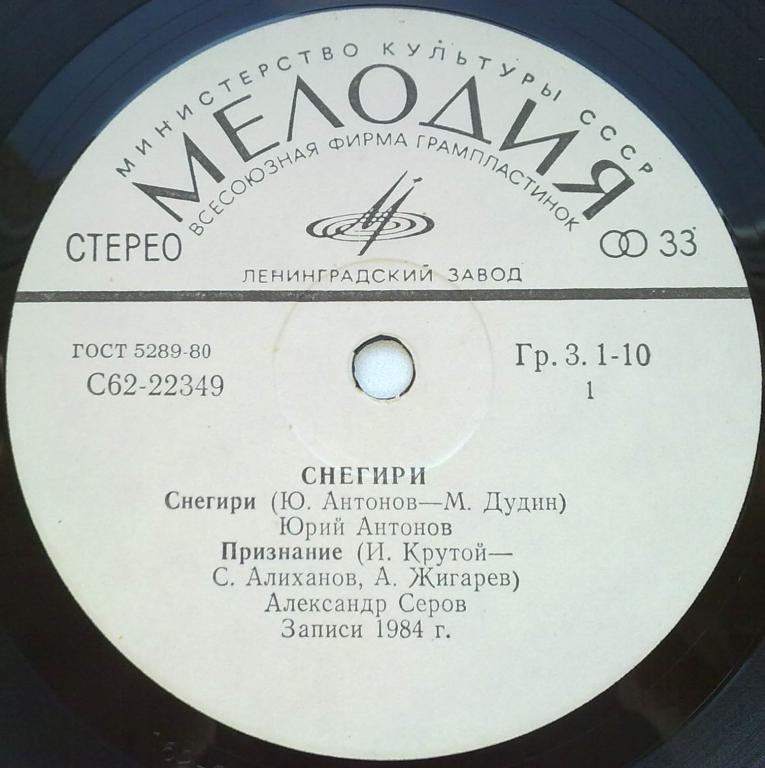 МИНИСТЕРСТВО КУЛЬТУРЫ СССР
МЕЛОДИЯ
ВСЕСОЮЗНАЯ ФИРМА ГРАМПЛАСТИНОК
СТЕРЕО
33
ЛЕНИНГРАДСКИЙ ЗАВОД
ГОСТ 5289-80
Гр. 3. 1-10
С62-22349
1
СНЕГИРИ
Снегири (Ю. Антонов—М. Дудин)
Юрий Антонов
Признание (И. Крутой—
С. Алиханов, А. Жигарев)
Александр Серов
Записи 1984 г.